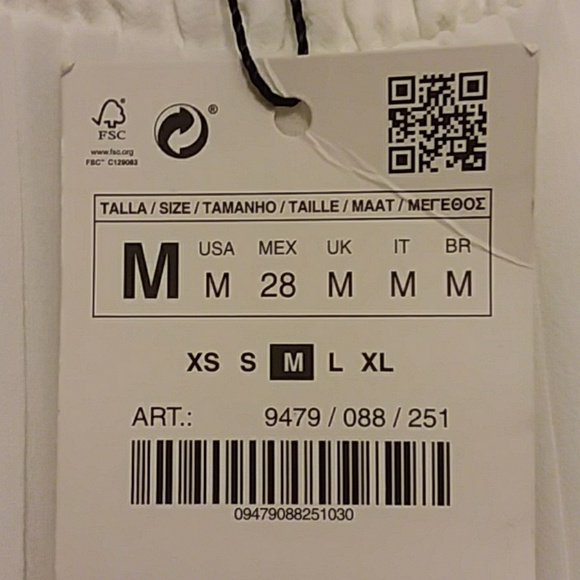 FSC
www.fsc.org
FSC™ C129083
®
TALLA / SIZE / TAMANHO / TAILLE / MAAT / ΜΕΓΕΘΟΣ
M
USA MEX UK IT BR
M 28 M M M
XS S M L XL
ART.: 9479 / 088 / 251
09479088251030